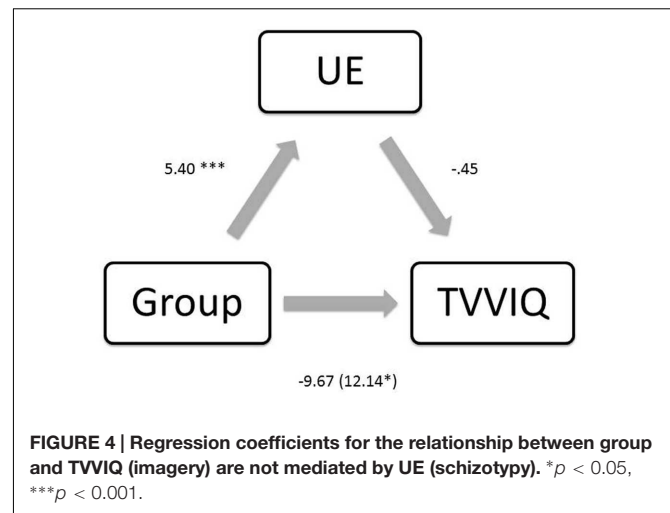 UE
5.40 ***
-.45
Group
TVVIQ
-9.67 (12.14*)
FIGURE 4 | Regression coefficients for the relationship between group
and TVVIQ (imagery) are not mediated by UE (schizotypy). *p < 0.05,
***p < 0.001.